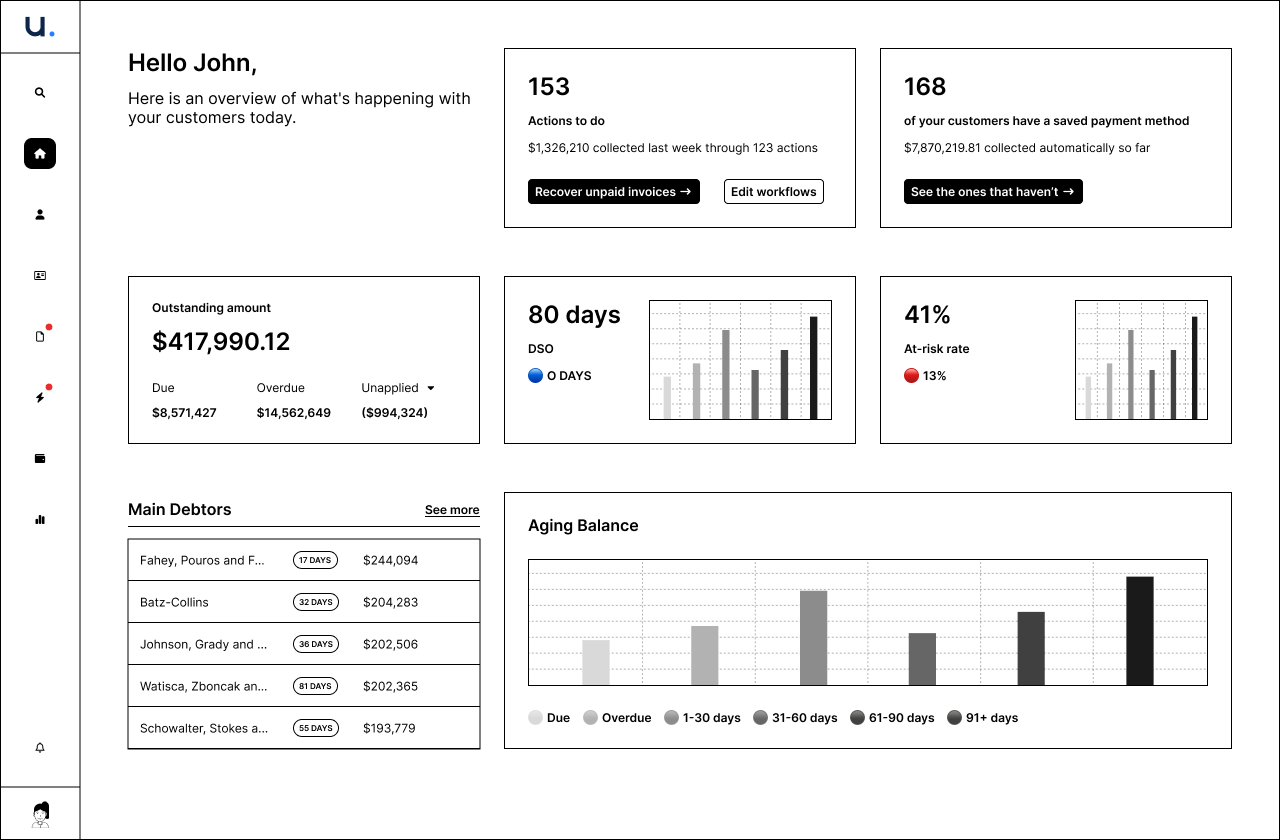 u.
Hello John,
Here is an overview of what's happening with
your customers today.
153
Actions to do
$1,326,210 collected last week through 123 actions
Recover unpaid invoices →
Edit workflows
168
of your customers have a saved payment method
$7,870,219.81 collected automatically so far
See the ones that haven't →
Outstanding amount
$417,990.12
Due Overdue Unapplied
$8,571,427 $14,562,649 ($994,324)
80 days
DSO
O DAYS
41%
At-risk rate
13%
Main Debtors See more
Fahey, Pouros and F... 17 DAYS $244,094
Batz-Collins 32 DAYS $204,283
Johnson, Grady and ... 36 DAYS $202,506
Watisca, Zboncak an... 81 DAYS $202,365
Schowalter, Stokes a... 55 DAYS $193,779
Aging Balance
Due Overdue 1-30 days 31-60 days 61-90 days 91+ days